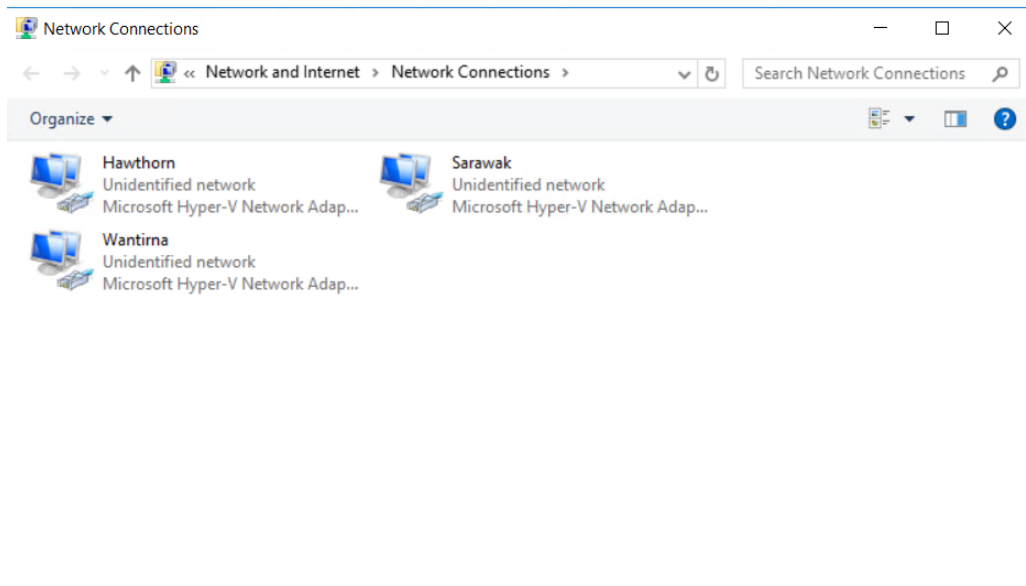 Network Connections
« Network and Internet > Network Connections >
Search Network Connections
Organize
?
Hawthorn
Unidentified network
Microsoft Hyper-V Network Adap...
Sarawak
Unidentified network
Microsoft Hyper-V Network Adap...
Wantirna
Unidentified network
Microsoft Hyper-V Network Adap...